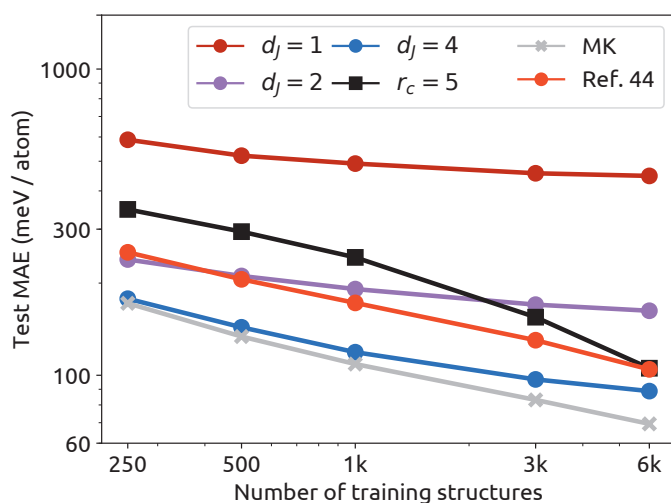 1000
300
100
60
Test MAE (meV / atom)
d_J = 1
d_J = 2
d_J = 4
r_c = 5
MK
Ref. 44
250
500
1k
3k
6k
Number of training structures